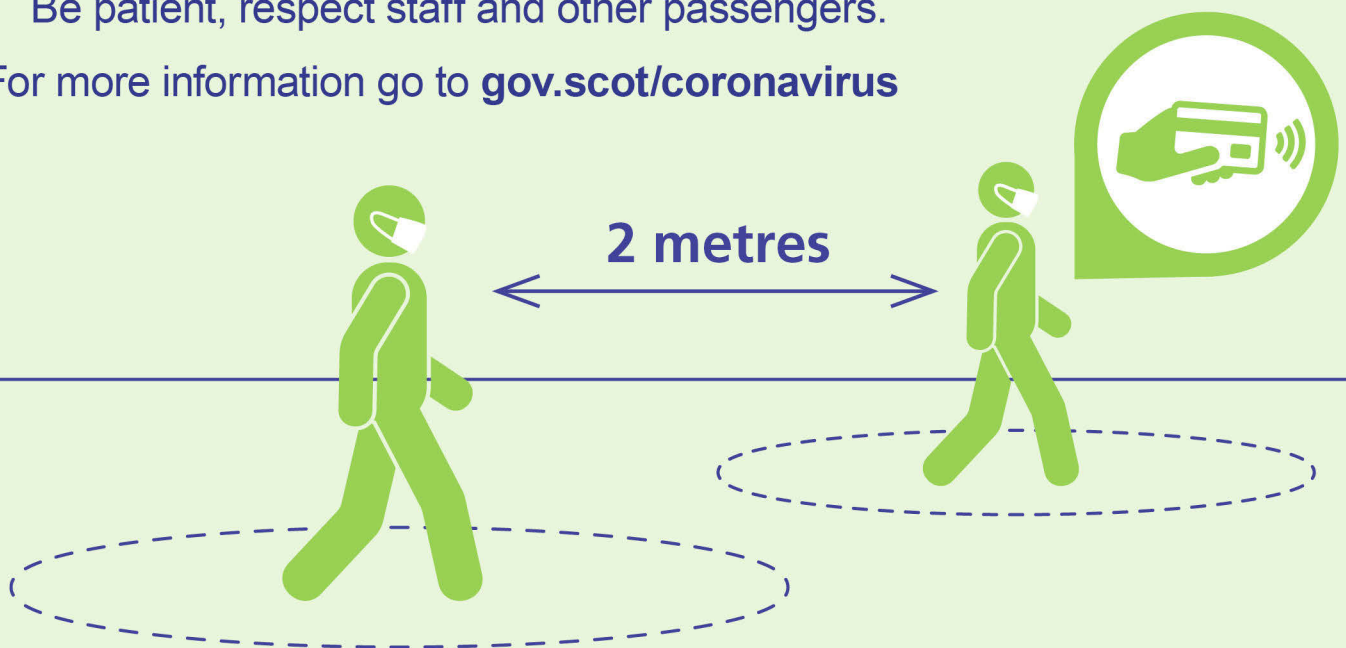 Be patient, respect staff and other passengers.
For more information go to gov.scot/coronavirus
2 metres